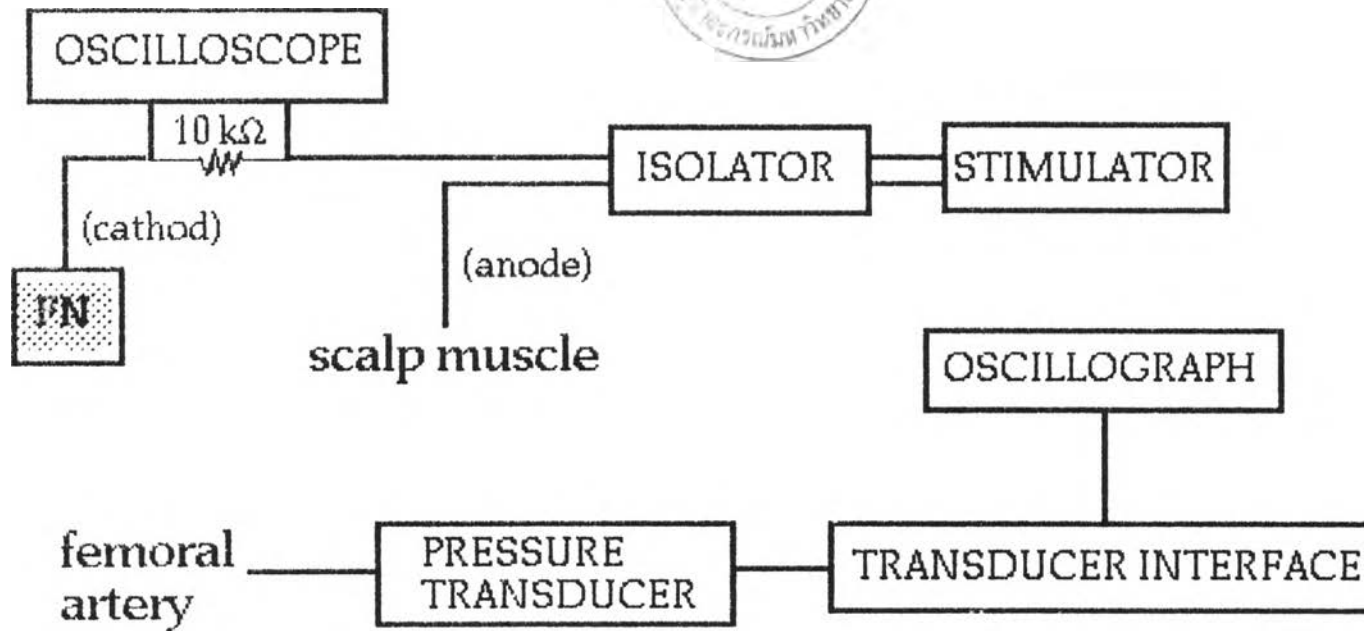 OSCILLOSCOPE
10 kΩ
ISOLATOR
STIMULATOR
(cathod)
(anode)
FN
scalp muscle
OSCILLOGRAPH
femoral
artery
PRESSURE
TRANSDUCER
TRANSDUCER INTERFACE